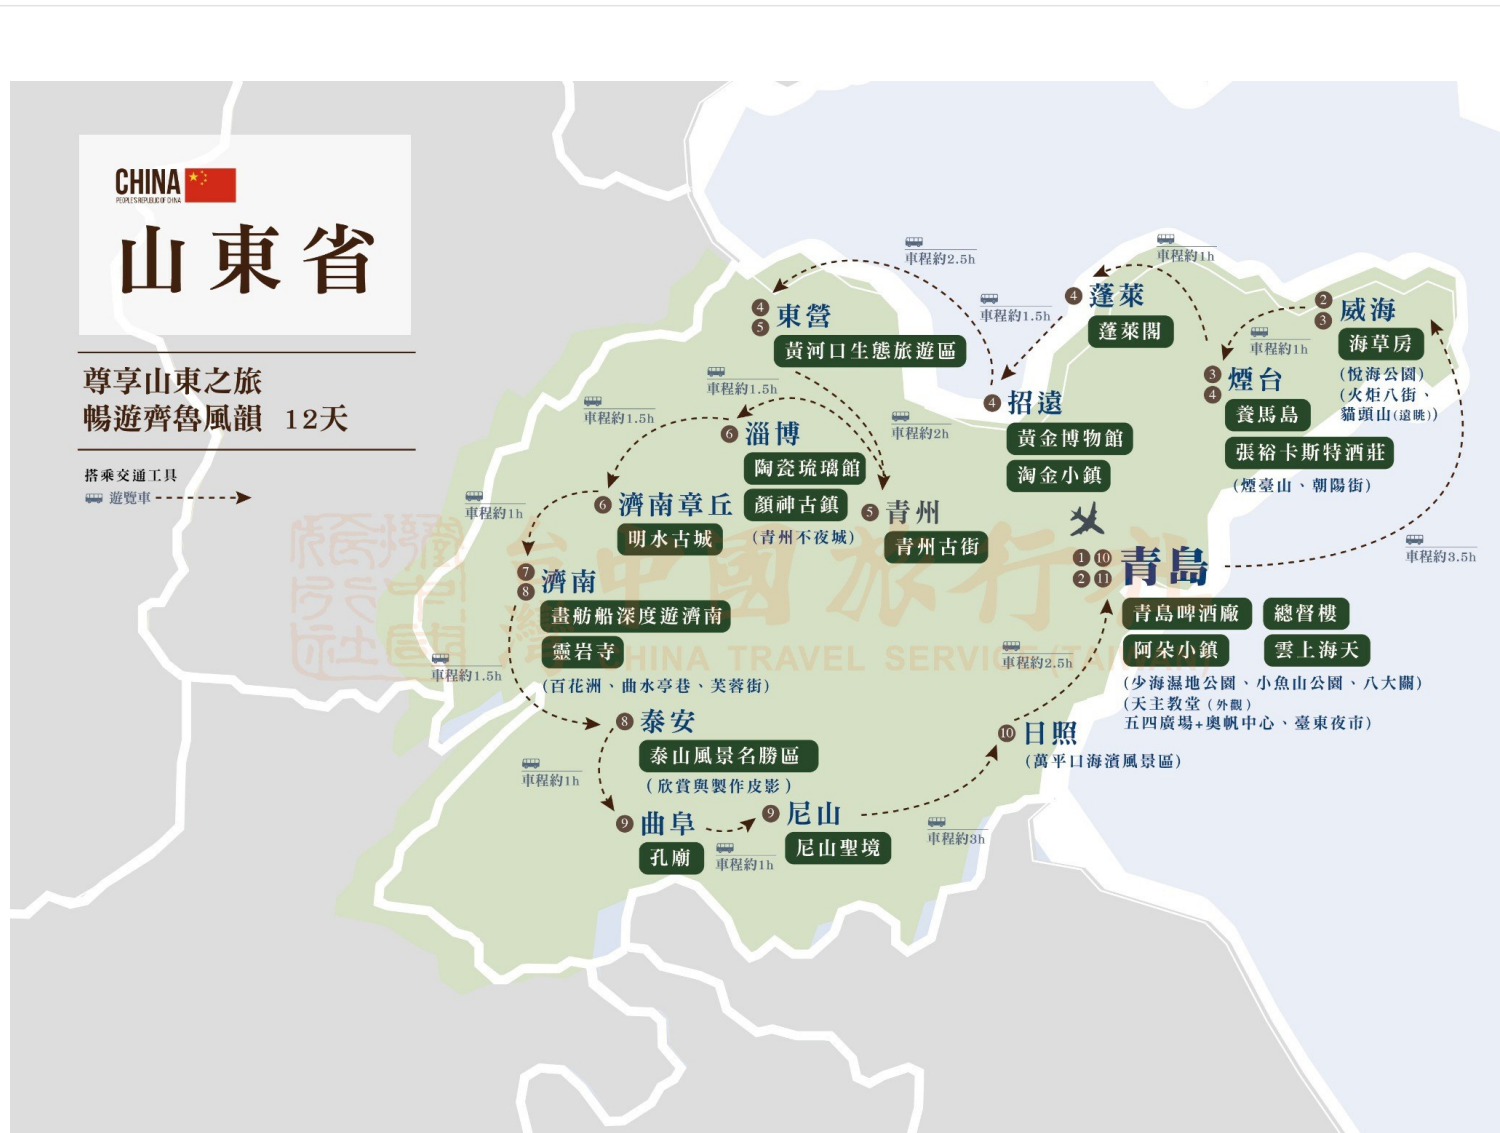 CHINA
PEOPLE'S REPUBLIC OF CHINA
山東省
尊享山東之旅
暢遊齊魯風韻 12天
搭乘交通工具
遊覽車
車程約2.5h
車程約1h
車程約1.5h
4 蓬萊
蓬萊閣
2 3 威海
海草房
(悅海公園)
(火炬八街、
貓頭山(遠眺))
4 5 東營
黃河口生態旅遊區
車程約1h
3 4 煙台
養馬島
張裕卡斯特酒莊
(煙臺山、朝陽街)
4 招遠
黃金博物館
淘金小鎮
車程約1.5h
車程約1.5h
車程約2h
6 淄博
陶瓷琉璃館
顏神古鎮
(青州不夜城)
車程約1h
6 濟南章丘
明水古城
5 青州
青州古街
車程約3.5h
1 10 2 11 青島
青島啤酒廠 總督樓
阿朵小鎮 雲上海天
(少海濕地公園、小魚山公園、八大關)
(天主教堂(外觀)
五四廣場+奧帆中心、臺東夜市)
7 8 濟南
畫舫船深度遊濟南
靈岩寺
(百花洲、曲水亭巷、芙蓉街)
車程約1.5h
車程約2.5h
台中國旅行社
CHINA TRAVEL SERVICE (TAIWAN)
8 泰安
泰山風景名勝區
(欣賞與製作皮影)
10 日照
(萬平口海濱風景區)
車程約1h
9 曲阜
孔廟
9 尼山
尼山聖境
車程約1h
車程約3h